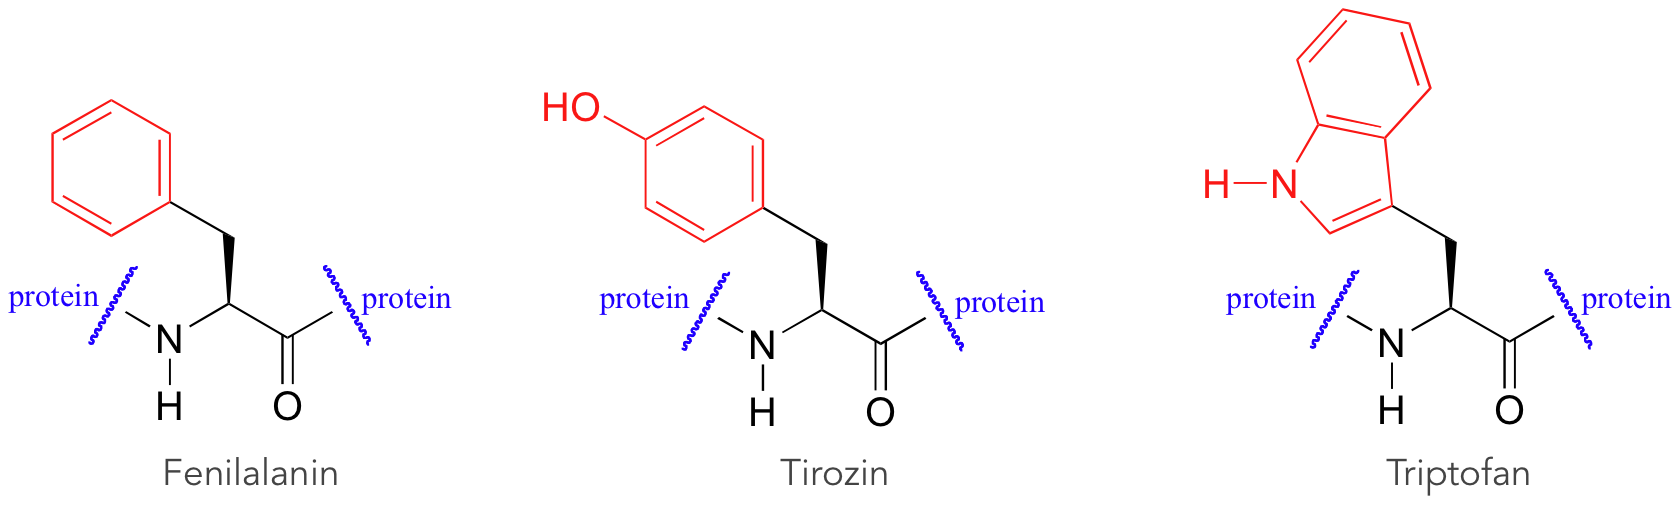 HO
H N
protein protein
N
H O
Fenilalanin
protein protein
N
H O
Tirozin
protein protein
N
H O
Triptofan